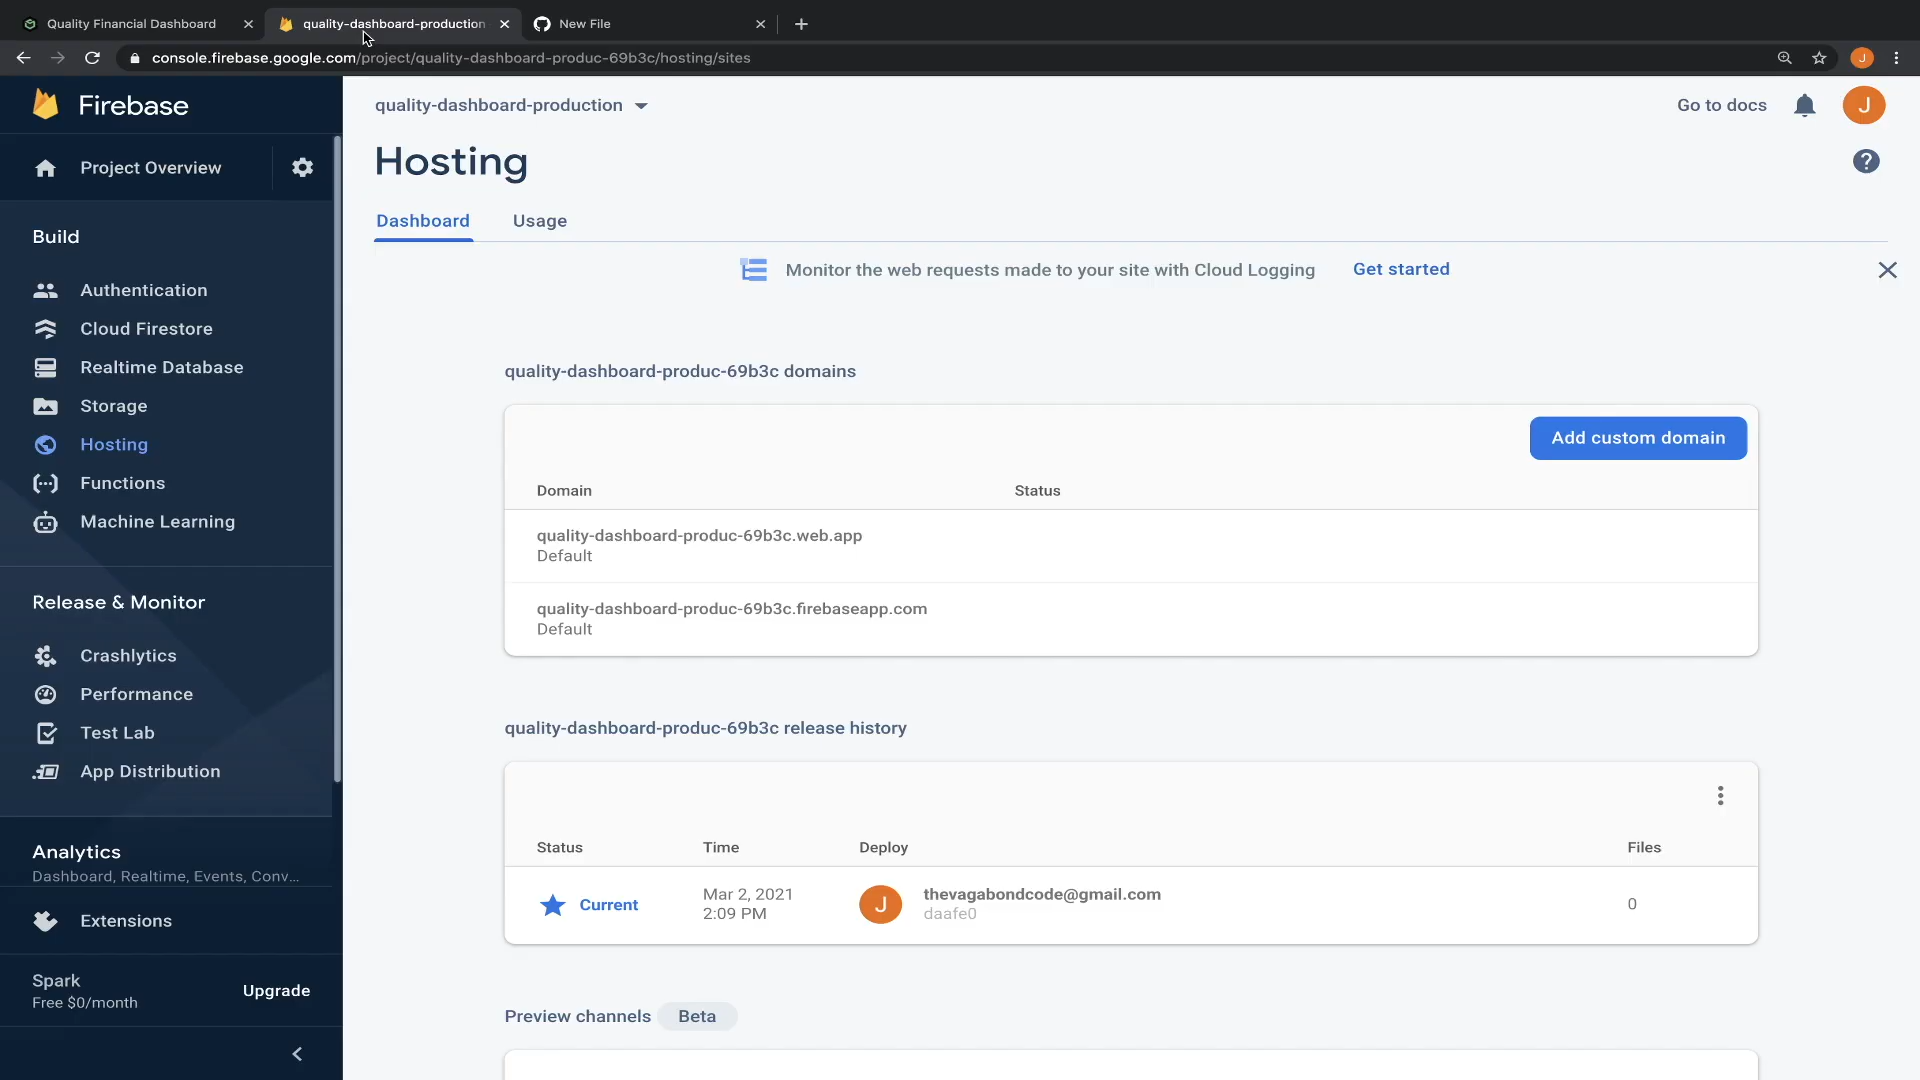 Quality Financial Dashboard
quality-dashboard-production
New File
console.firebase.google.com/project/quality-dashboard-produc-69b3c/hosting/sites
J
Firebase
quality-dashboard-production
Go to docs
J
Project Overview
Hosting
?
Dashboard
Usage
Build
Monitor the web requests made to your site with Cloud Logging
Get started
Authentication
Cloud Firestore
Realtime Database
Storage
Hosting
Functions
Machine Learning
quality-dashboard-produc-69b3c domains
Add custom domain
Domain
Status
quality-dashboard-produc-69b3c.web.app
Default
quality-dashboard-produc-69b3c.firebaseapp.com
Default
Release & Monitor
Crashlytics
Performance
Test Lab
App Distribution
quality-dashboard-produc-69b3c release history
Status
Time
Deploy
Files
Current
Mar 2, 2021
2:09 PM
J
thevagabondcode@gmail.com
daafe0
0
Analytics
Dashboard, Realtime, Events, Conv...
Extensions
Spark
Free $0/month
Upgrade
Preview channels
Beta